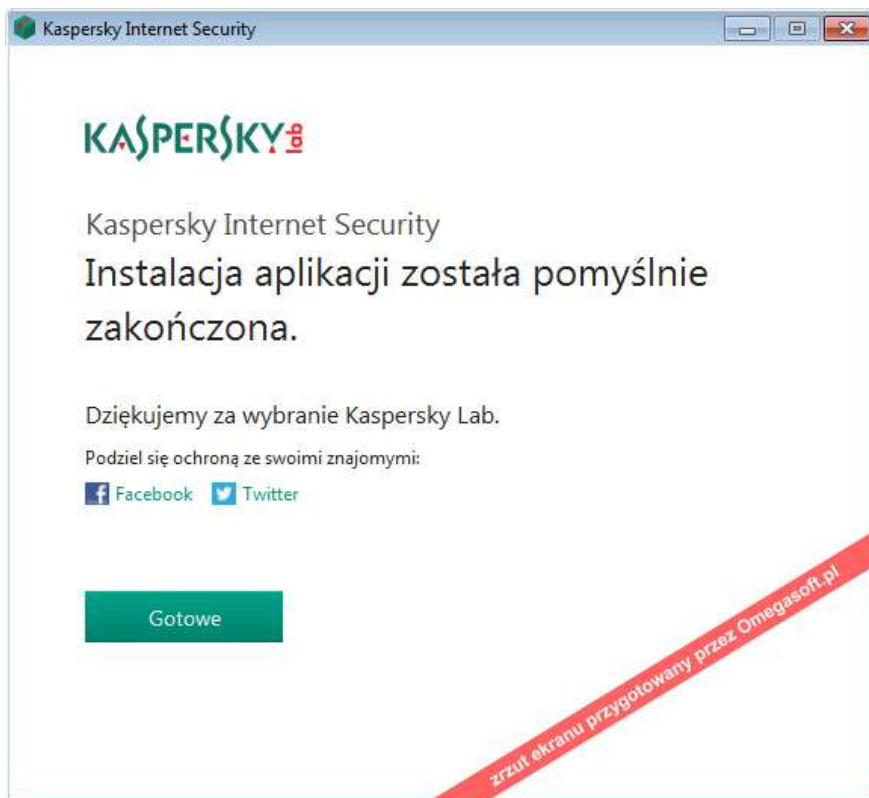 Kaspersky Internet Security
KASPERSKY lab
Kaspersky Internet Security
Instalacja aplikacji została pomyślnie
zakończona.
Dziękujemy za wybranie Kaspersky Lab.
Podziel się ochroną ze swoimi znajomymi:
Facebook Twitter
Gotowe
zrzut ekranu przygotowany przez Omegasoft.pl